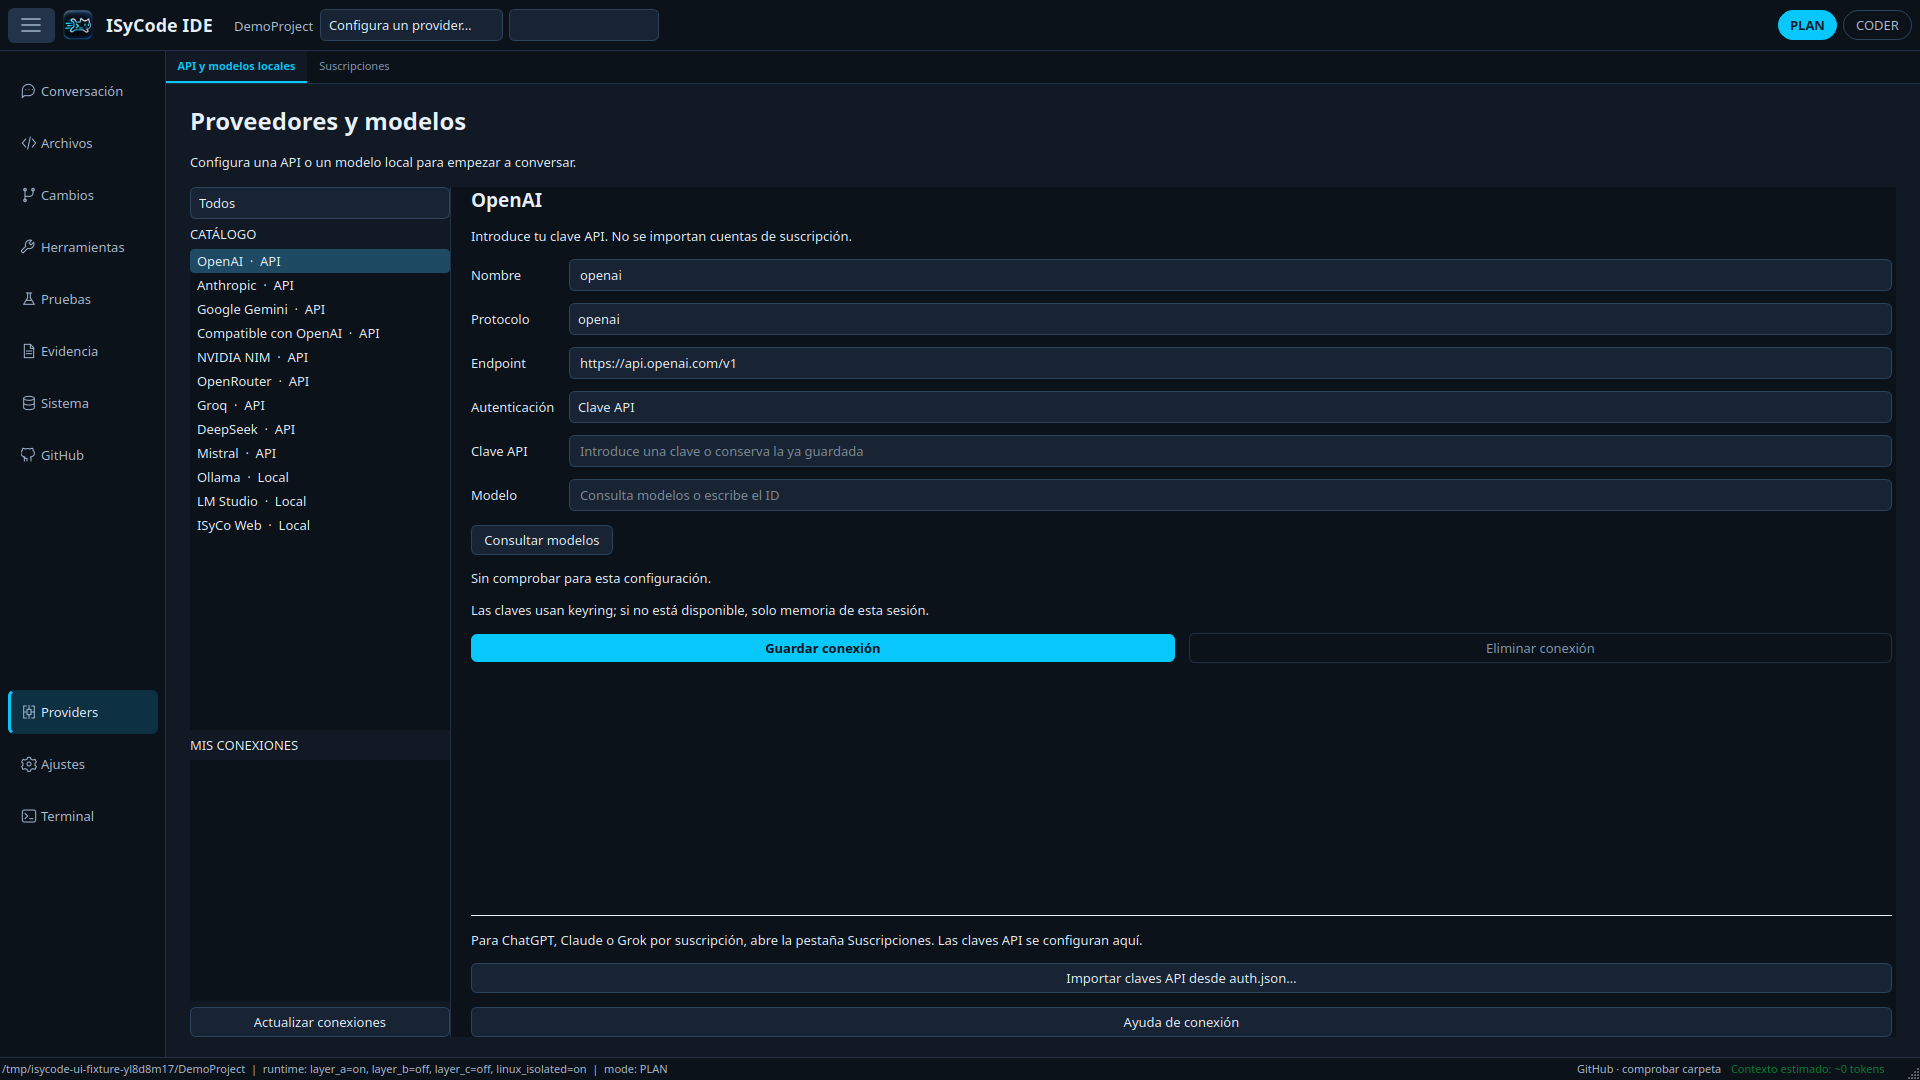 ISyCode IDE DemoProject Configura un provider... PLAN CODER
API y modelos locales Suscripciones
Conversación
Archivos
Cambios
Herramientas
Pruebas
Evidencia
Sistema
GitHub
Providers
Ajustes
Terminal
Proveedores y modelos
Configura una API o un modelo local para empezar a conversar.
Todos
CATÁLOGO
OpenAI · API
Anthropic · API
Google Gemini · API
Compatible con OpenAI · API
NVIDIA NIM · API
OpenRouter · API
Groq · API
DeepSeek · API
Mistral · API
Ollama · Local
LM Studio · Local
ISyCo Web · Local
MIS CONEXIONES
Actualizar conexiones
OpenAI
Introduce tu clave API. No se importan cuentas de suscripción.
Nombre openai
Protocolo openai
Endpoint https://api.openai.com/v1
Autenticación Clave API
Clave API Introduce una clave o conserva la ya guardada
Modelo Consulta modelos o escribe el ID
Consultar modelos
Sin comprobar para esta configuración.
Las claves usan keyring; si no está disponible, solo memoria de esta sesión.
Guardar conexión Eliminar conexión
Para ChatGPT, Claude o Grok por suscripción, abre la pestaña Suscripciones. Las claves API se configuran aquí.
Importar claves API desde auth.json...
Ayuda de conexión
/tmp/isycode-ui-fixture-yl8d8m17/DemoProject | runtime: layer_a=on, layer_b=off, layer_c=off, linux_isolated=on | mode: PLAN GitHub · comprobar carpeta Contexto estimado: ~0 tokens